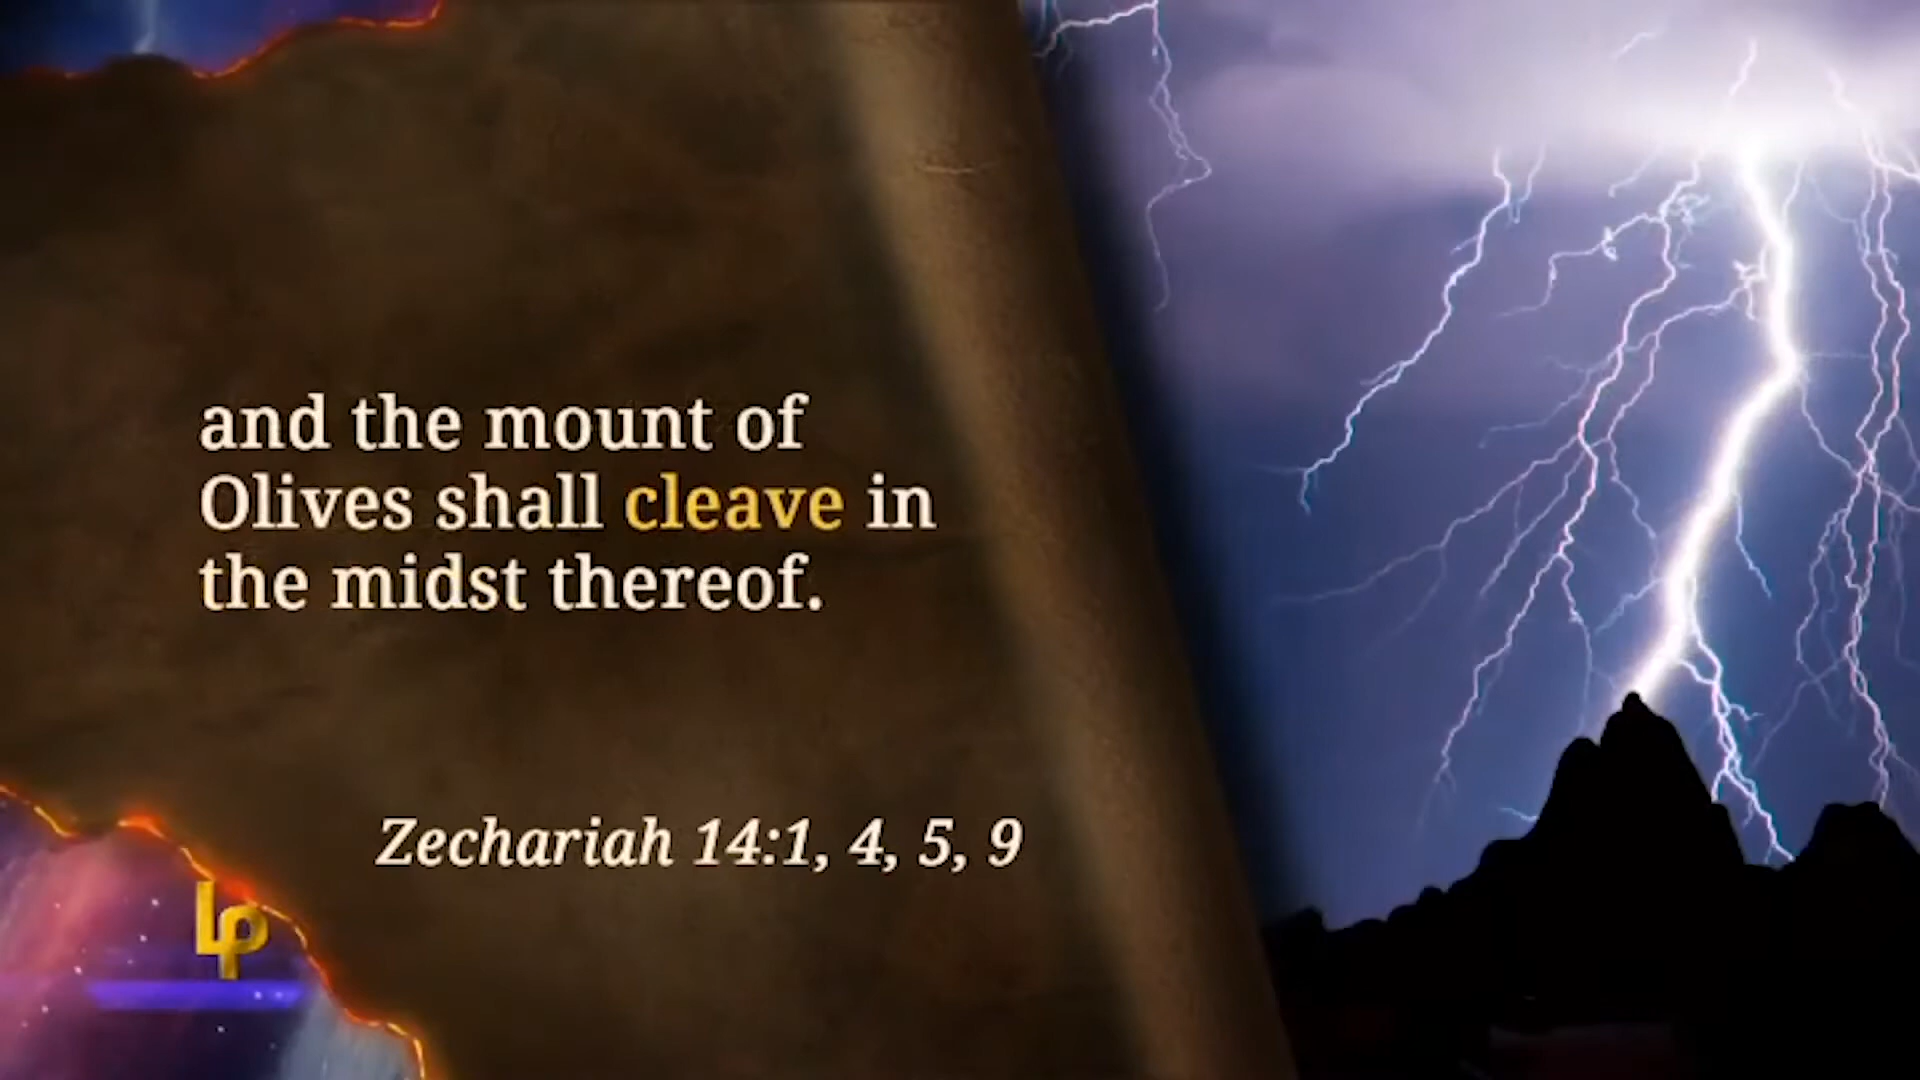 and the mount of
Olives shall cleave in
the midst thereof.
Zechariah 14:1, 4, 5, 9
LP